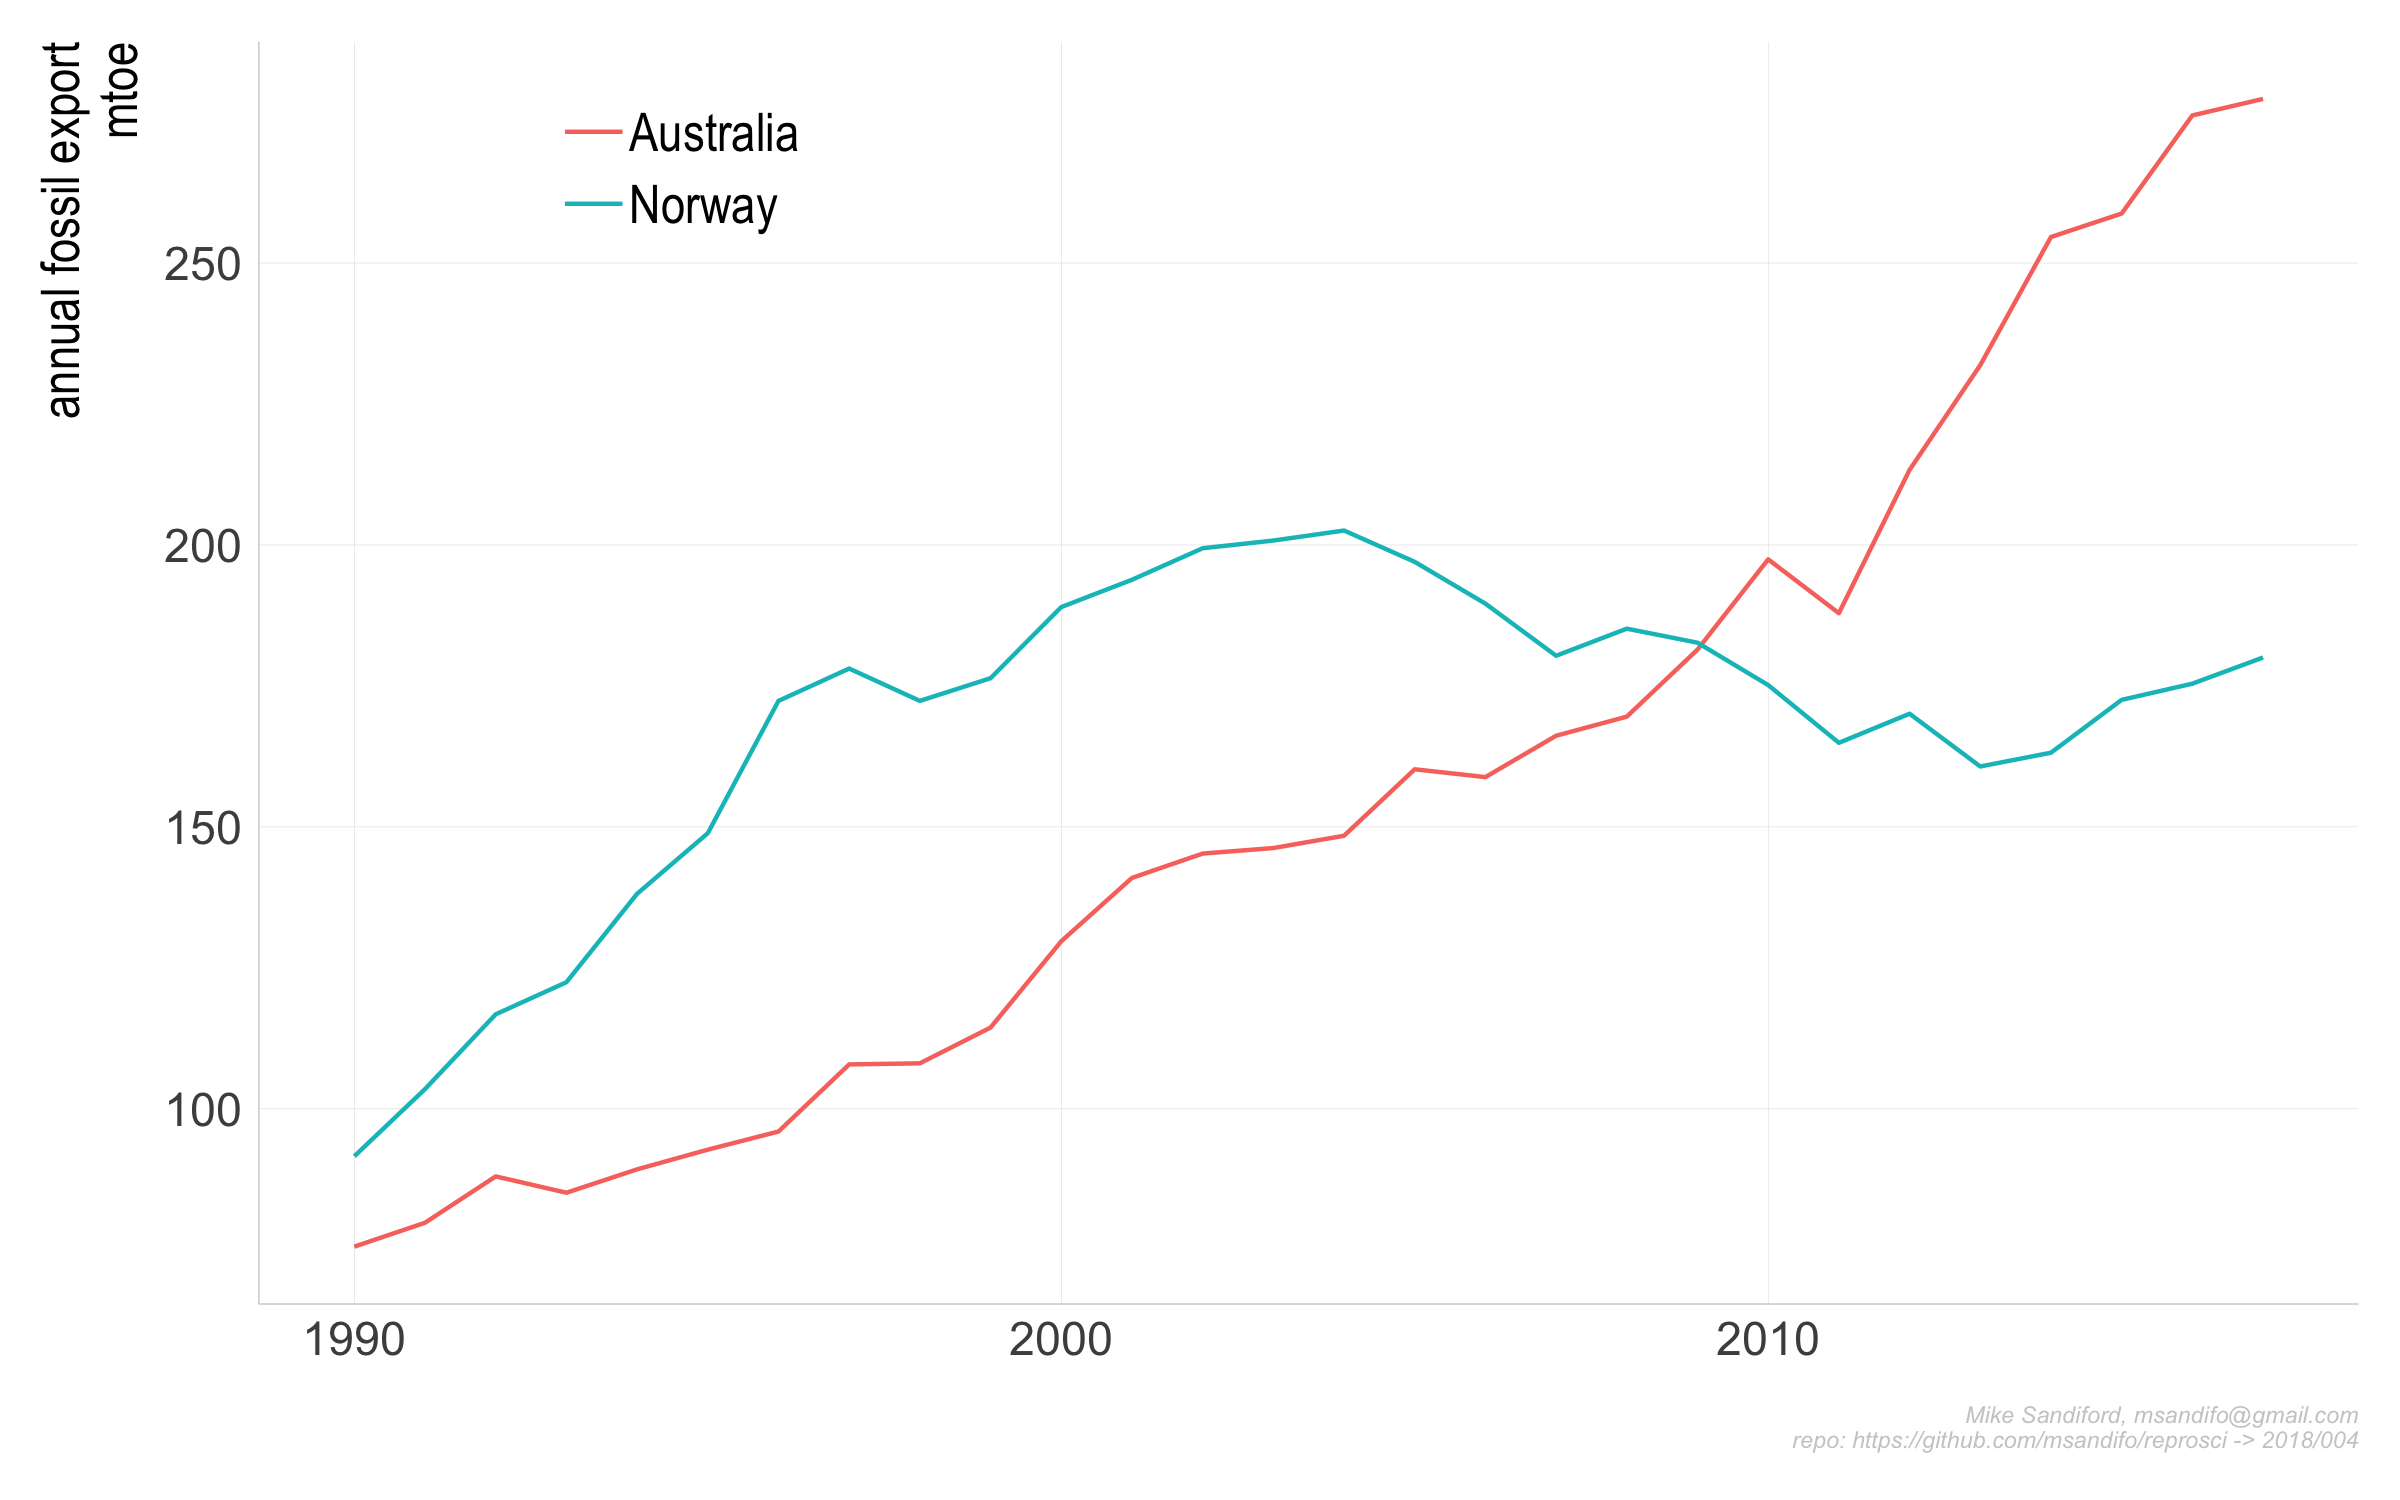 annual fossil export
mtoe
Australia
Norway
250
200
150
100
1990
2000
2010
Mike Sandiford, msandifo@gmail.com
repo: https://github.com/msandifo/reprosci -> 2018/004